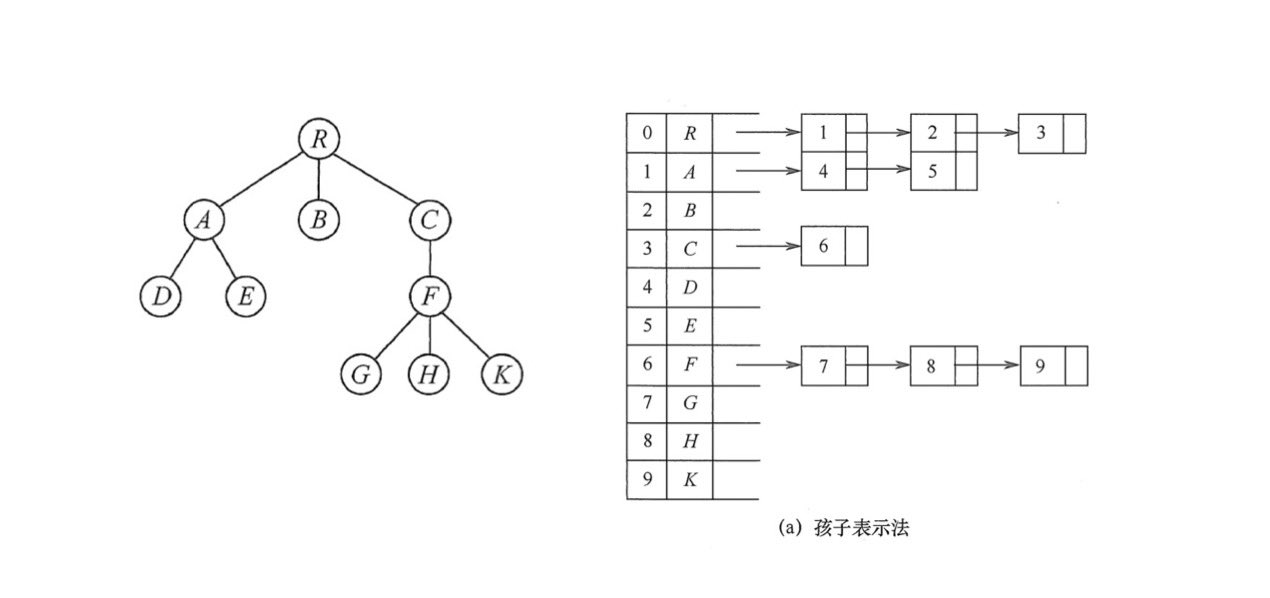 R
A B C
D E F
G H K
0 R 1 2 3
1 A 4 5
2 B
3 C 6
4 D
5 E
6 F 7 8 9
7 G
8 H
9 K
(a) 孩子表示法